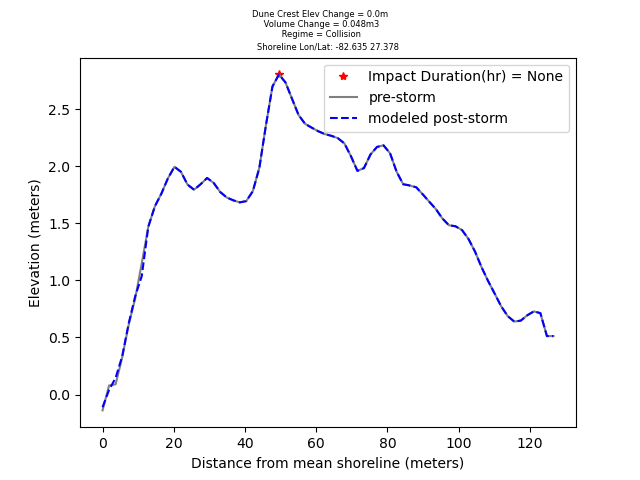 Dune Crest Elev Change = 0.0m
Volume Change = 0.048m3
Regime = Collision
Shoreline Lon/Lat: -82.635 27.378
Impact Duration(hr) = None
pre-storm
modeled post-storm
Elevation (meters)
2.5
2.0
1.5
1.0
0.5
0.0
0 20 40 60 80 100 120
Distance from mean shoreline (meters)